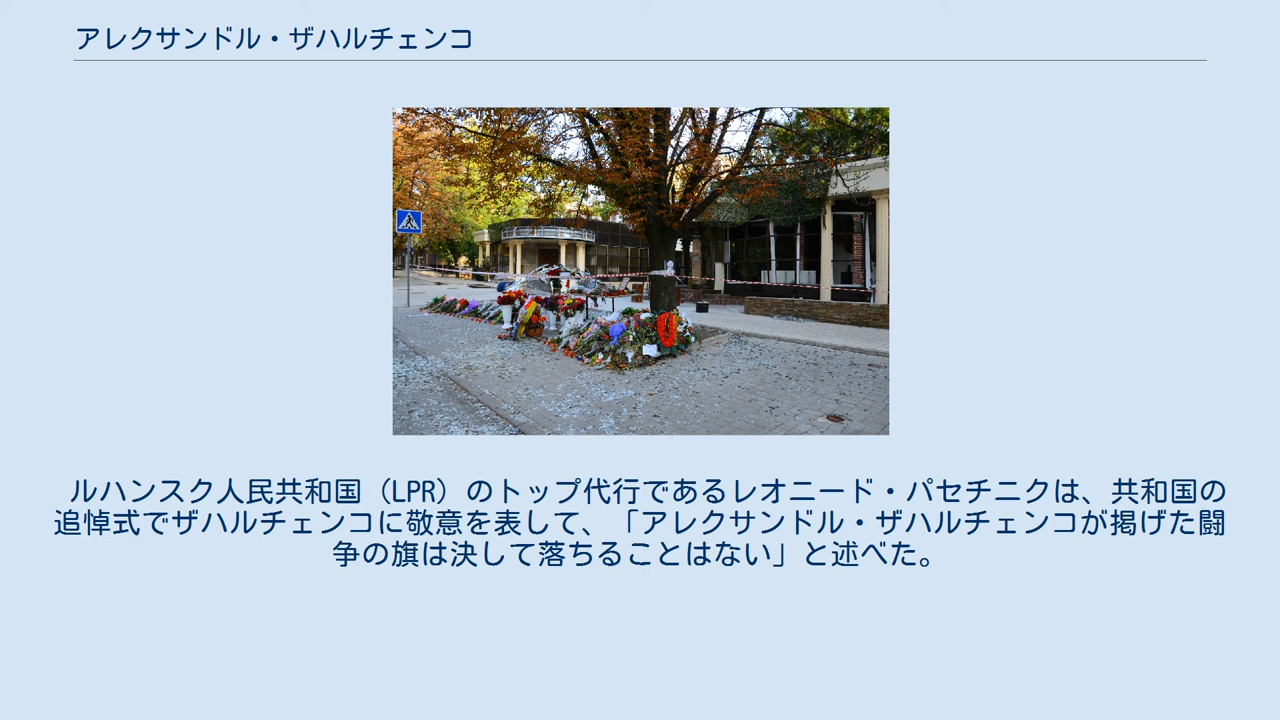 アレクサンドル・ザハルチェンコ
ルハンスク人民共和国（LPR）のトップ代行であるレオニード・パセチニクは、共和国の
追悼式でザハルチェンコに敬意を表して、「アレクサンドル・ザハルチェンコが掲げた闘
争の旗は決して落ちることはない」と述べた。